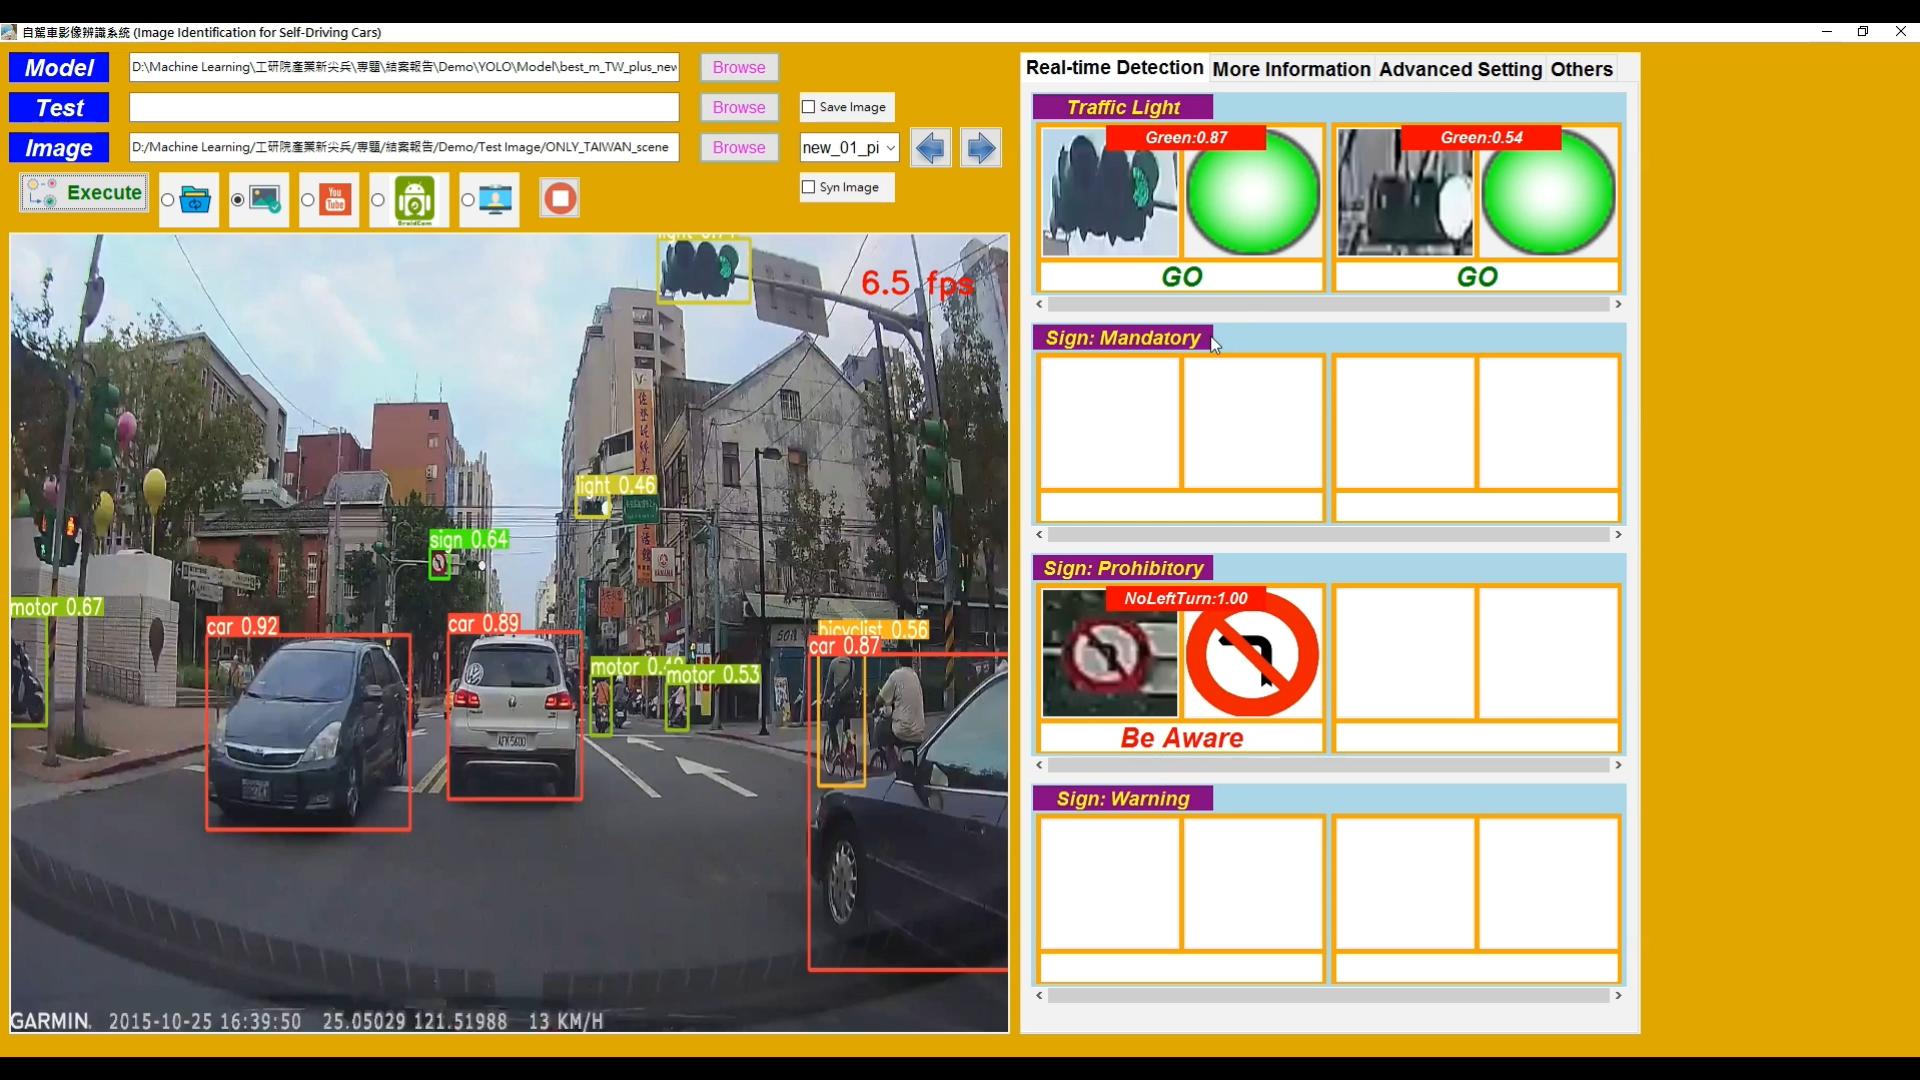 自駕車影像辨識系統 (Image Identification for Self-Driving Cars)
Model
D:\Machine Learning\工研院產業新尖兵\專題\結案報告\Demo\YOLO\Model\best_m_TW_plus_new
Browse
Test
Browse
Save Image
Image
D:/Machine Learning/工研院產業新尖兵/專題/結案報告/Demo/Test Image/ONLY_TAIWAN_scene
Browse
new_01_pi
Syn Image
Execute
You
Tube
DroidCam
6.5 fps
light 0.46
sign 0.64
motor 0.67
car 0.92
car 0.89
motor
motor 0.53
bicyclist 0.56
car 0.87
GARMIN 2015-10-25 16:39:50 25.05029 121.51988 13 KM/H
Real-time Detection
More Information
Advanced Setting
Others
Traffic Light
Green:0.87
Green:0.54
GO
GO
Sign: Mandatory
Sign: Prohibitory
NoLeftTurn:1.00
Be Aware
Sign: Warning